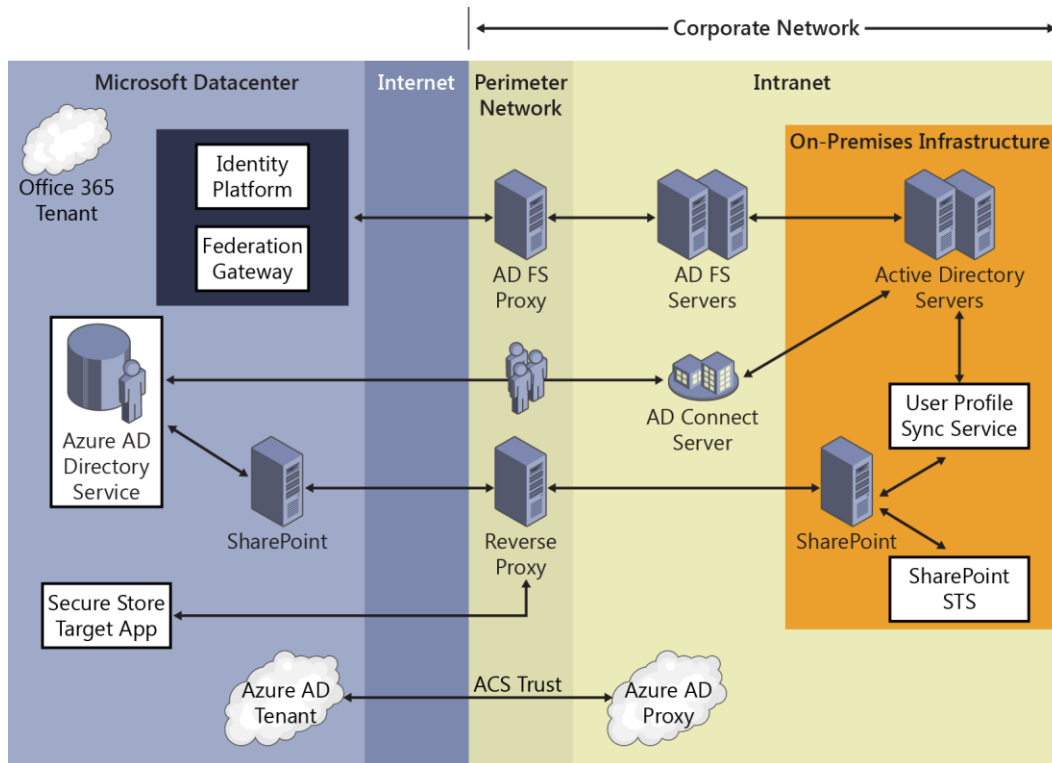 Corporate Network
Microsoft Datacenter
Internet
Perimeter
Network
Intranet
Office 365
Tenant
Identity
Platform
Federation
Gateway
AD FS
Proxy
AD FS
Servers
On-Premises Infrastructure
Active Directory
Servers
Azure AD
Directory
Service
AD Connect
Server
User Profile
Sync Service
SharePoint
Reverse
Proxy
SharePoint
SharePoint
STS
Secure Store
Target App
Azure AD
Tenant
ACS Trust
Azure AD
Proxy